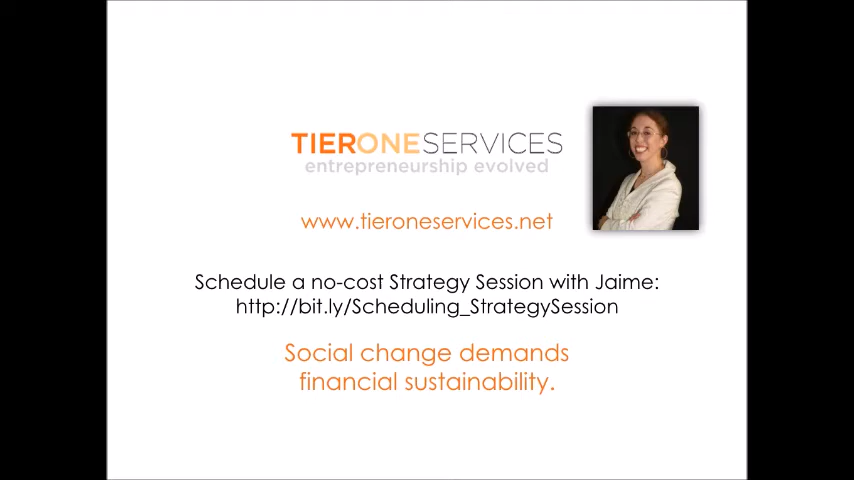 TIERONESERVICES
entrepreneurship evolved
www.tieroneservices.net
Schedule a no-cost Strategy Session with Jaime:
http://bit.ly/Scheduling_StrategySession
Social change demands
financial sustainability.